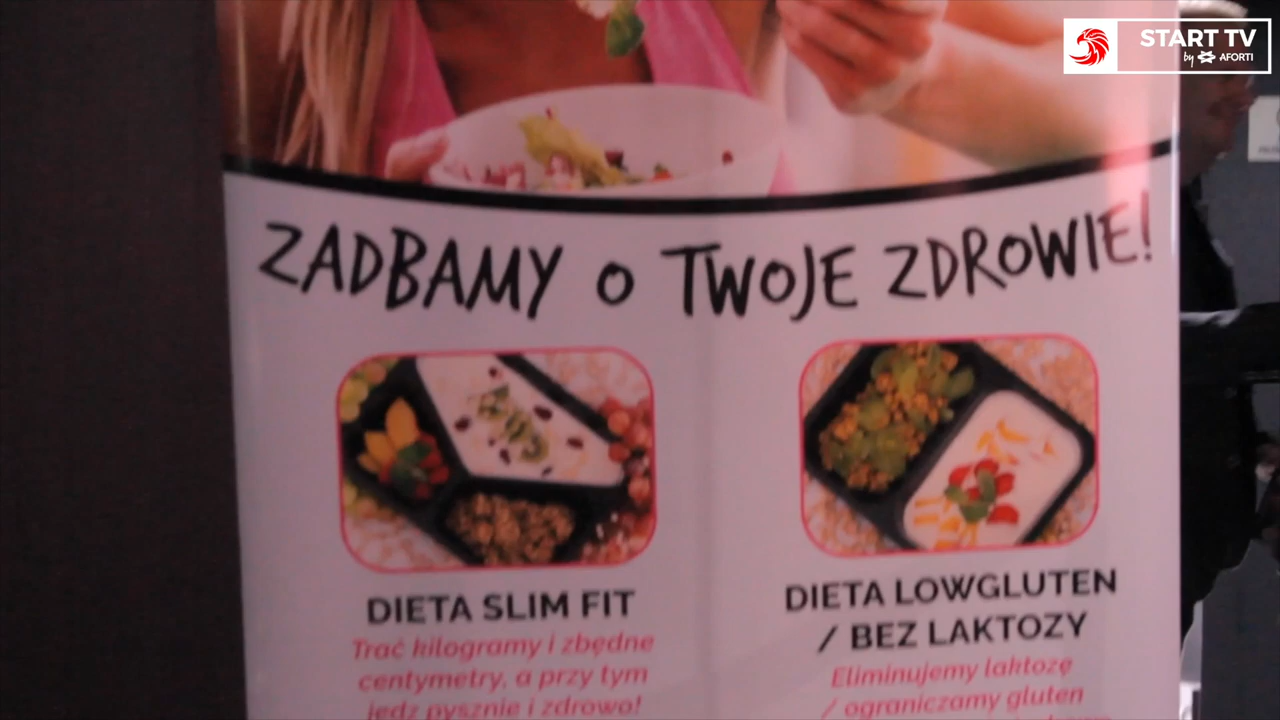 START TV
by AFORTI
ZADBAMY O TWOJE ZDROWIE!
DIETA SLIM FIT
Trać kilogramy i zbędne
centymetry, a przy tym
jedz pysznie i zdrowo!
DIETA LOWGLUTEN
/ BEZ LAKTOZY
Eliminujemy laktozę
/ ograniczamy gluten